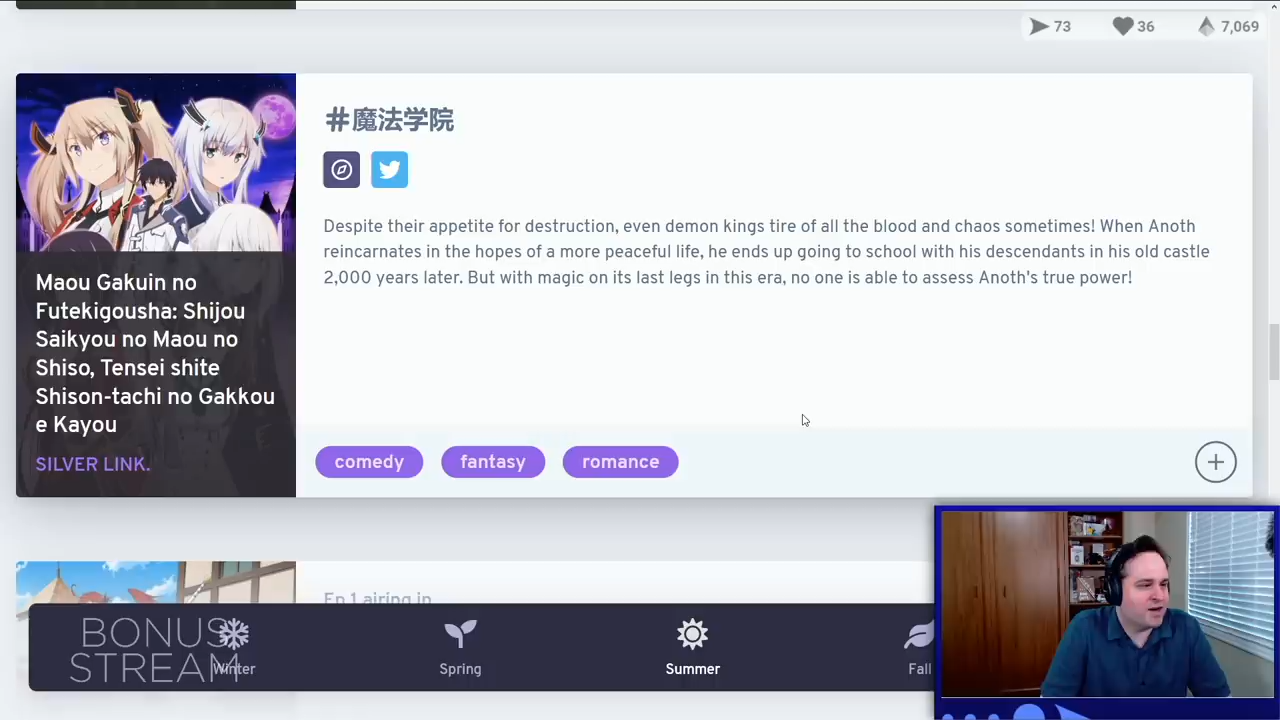 73
36
7,069
#魔法学院
Despite their appetite for destruction, even demon kings tire of all the blood and chaos sometimes! When Anoth
reincarnates in the hopes of a more peaceful life, he ends up going to school with his descendants in his old castle
2,000 years later. But with magic on its last legs in this era, no one is able to assess Anoth's true power!
Maou Gakuin no
Futekigousha: Shijou
Saikyou no Maou no
Shiso, Tensei shite
Shison-tachi no Gakkou
e Kayou
SILVER LINK.
comedy
fantasy
romance
Ep 1 airing in
BONUS
STREAM
Winter
Spring
Summer
Fall